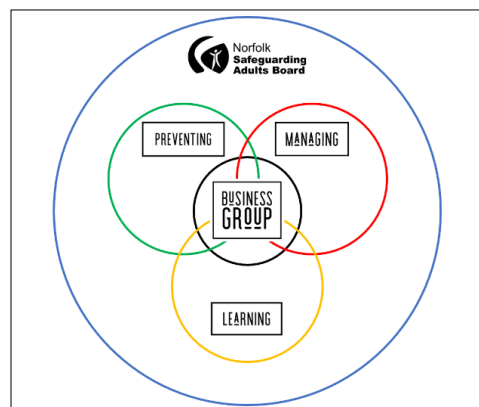 Norfolk
Safeguarding
Adults Board
PREVENTING
MANAGING
BUSINESS
GROUP
LEARNING